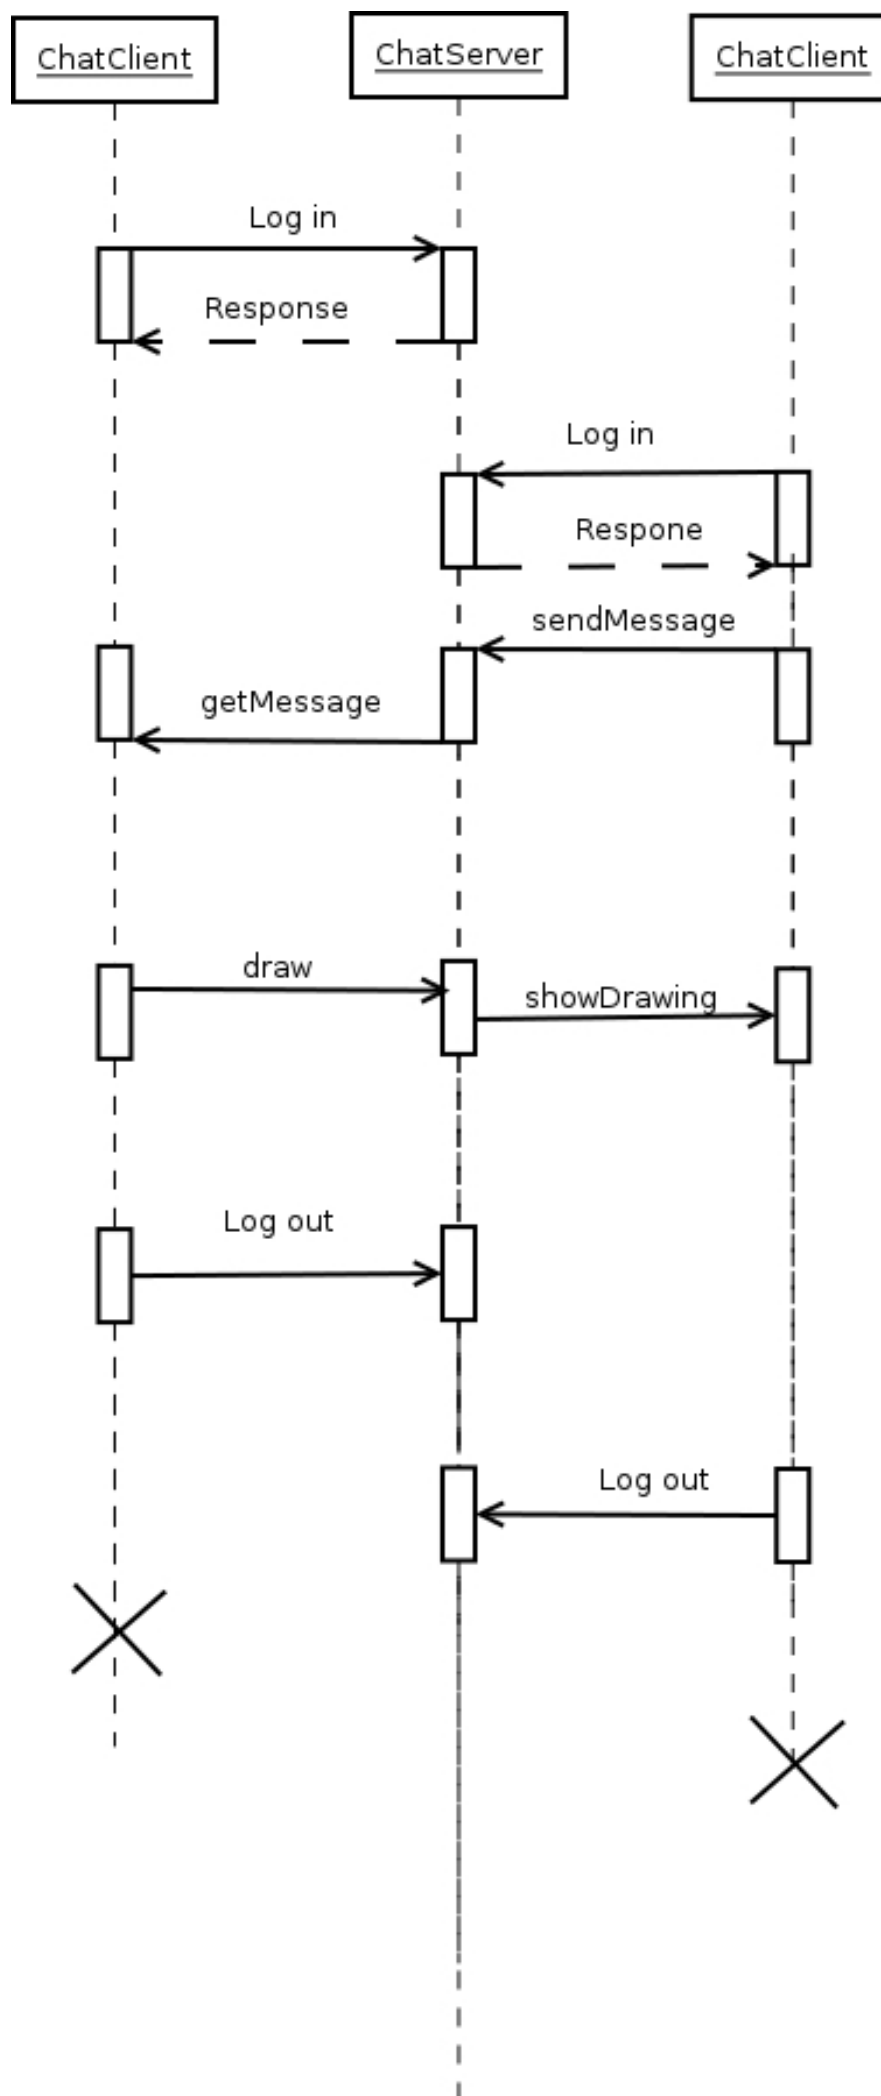 ChatClient
ChatServer
ChatClient
Log in
Response
Log in
Respone
sendMessage
getMessage
draw
showDrawing
Log out
Log out